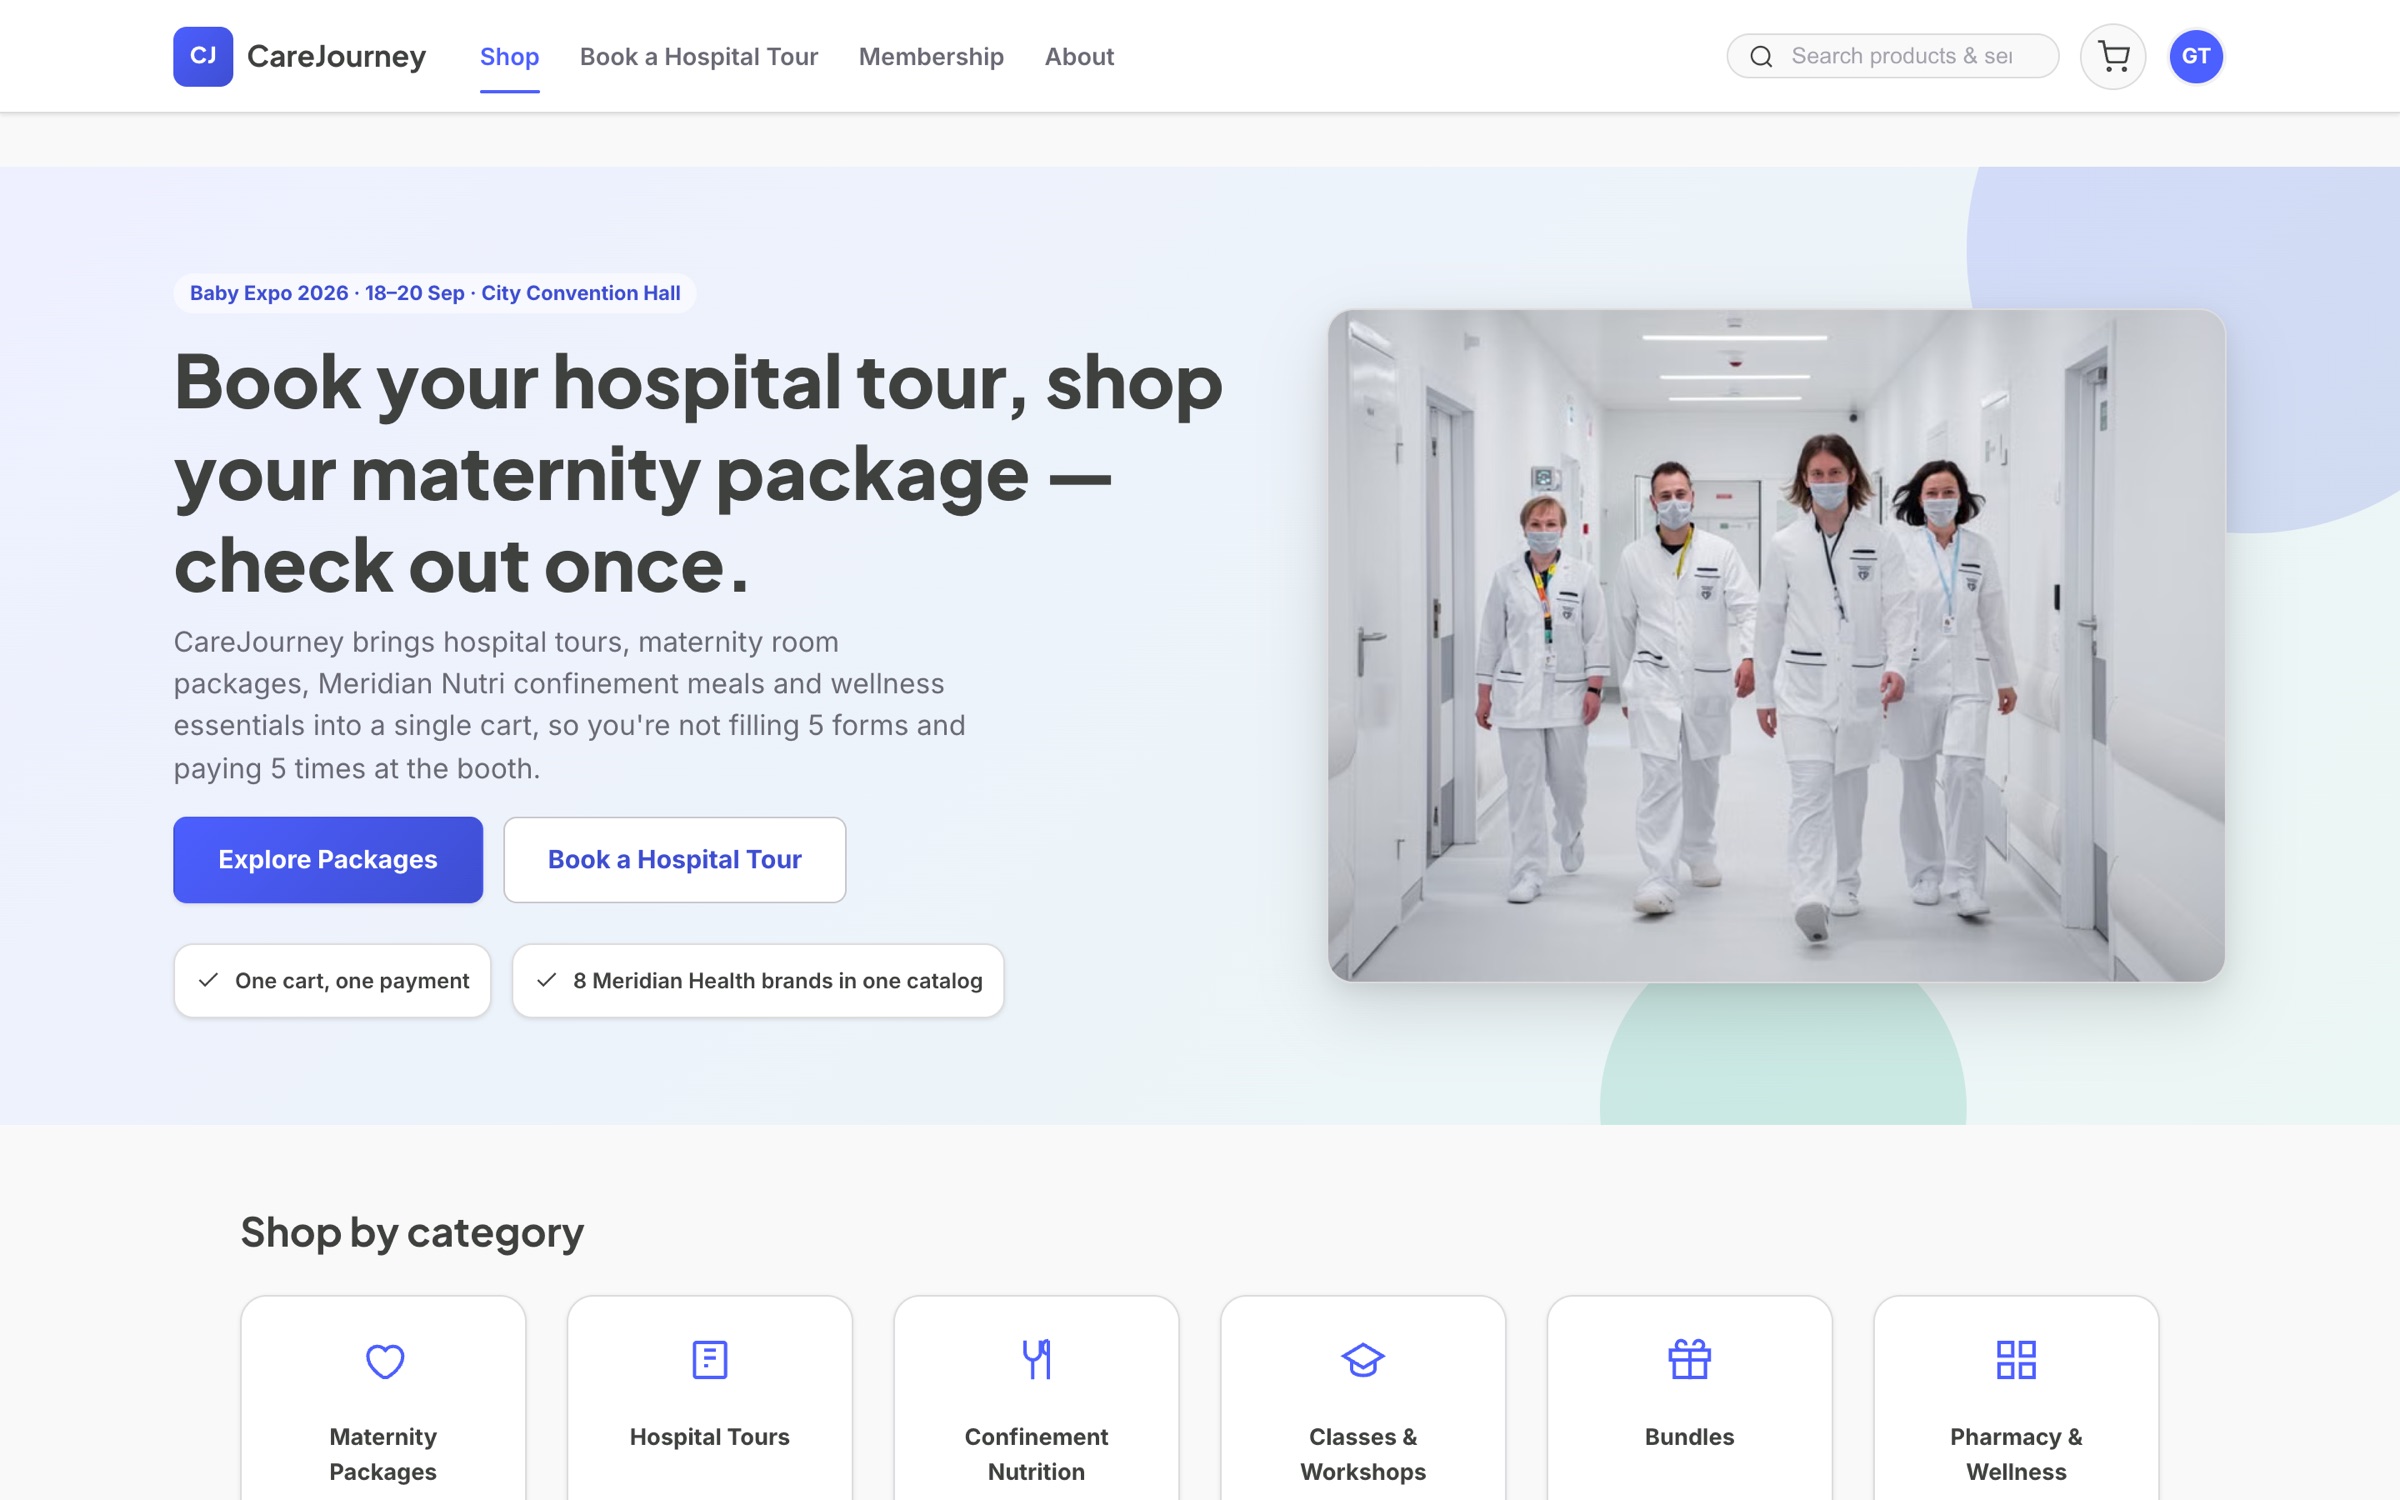 CJ CareJourney Shop Book a Hospital Tour Membership About Search products & ser GT
Baby Expo 2026 · 18–20 Sep · City Convention Hall
Book your hospital tour, shop
your maternity package —
check out once.
CareJourney brings hospital tours, maternity room
packages, Meridian Nutri confinement meals and wellness
essentials into a single cart, so you're not filling 5 forms and
paying 5 times at the booth.
Explore Packages Book a Hospital Tour
One cart, one payment 8 Meridian Health brands in one catalog
Shop by category
Maternity
Packages
Hospital Tours
Confinement
Nutrition
Classes &
Workshops
Bundles
Pharmacy &
Wellness